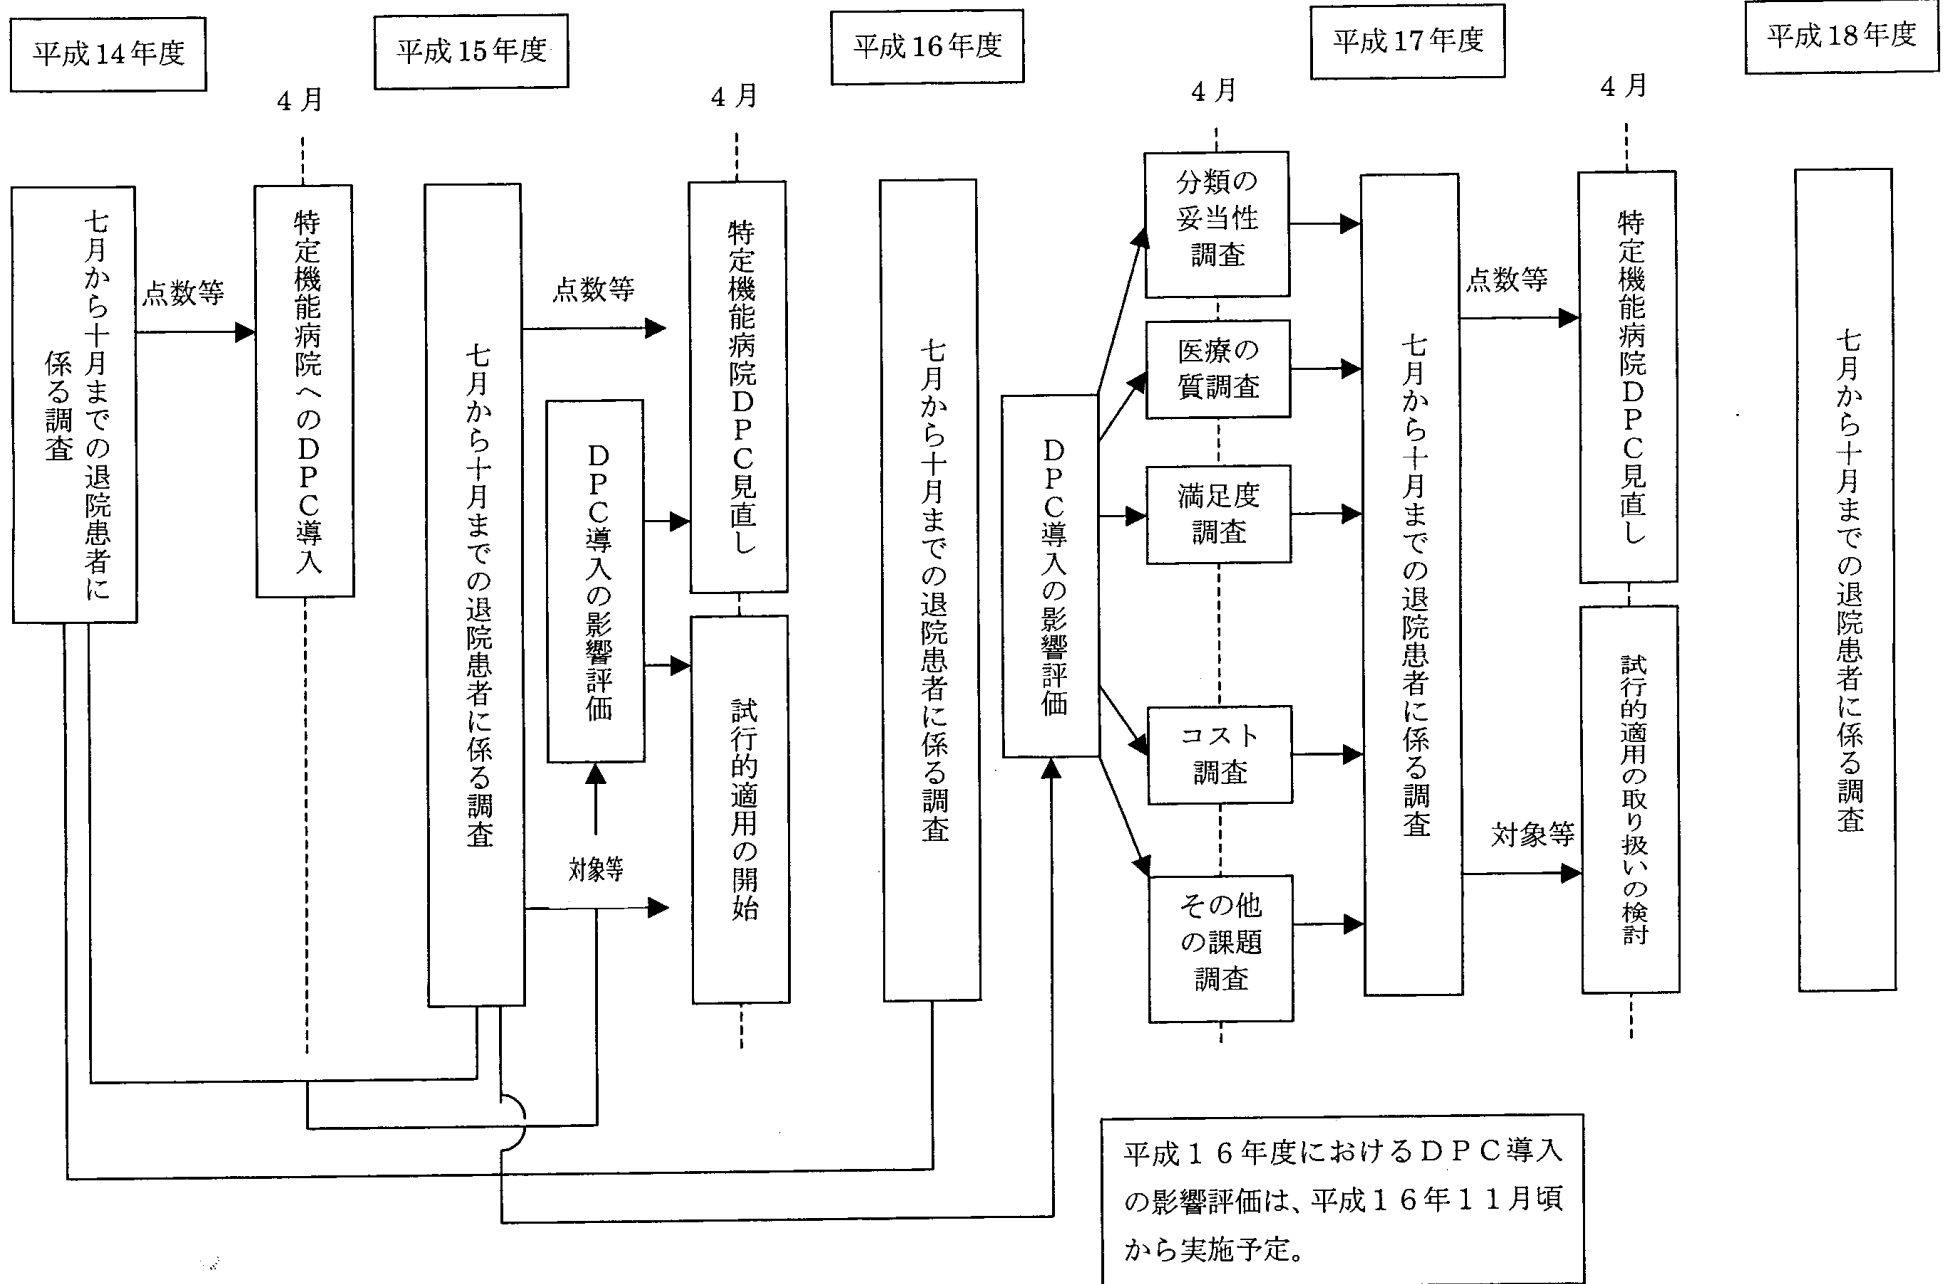 平成14年度
平成15年度
平成16年度
平成17年度
平成18年度
4月
4月
4月
4月
七月から十月までの退院患者に
係る調査
点数等
特定機能病院へのDPC導入
七月から十月までの退院患者に係る調査
点数等
DPC導入の影響評価
対象等
特定機能病院DPC見直し
試行的適用の開始
七月から十月までの退院患者に係る調査
DPC導入の影響評価
分類の
妥当性
調査
医療の
質調査
満足度
調査
コスト
調査
その他
の課題
調査
七月から十月までの退院患者に係る調査
点数等
対象等
特定機能病院DPC見直し
試行的適用の取り扱いの検討
七月から十月までの退院患者に係る調査
平成16年度におけるDPC導入
の影響評価は、平成16年11月頃
から実施予定。